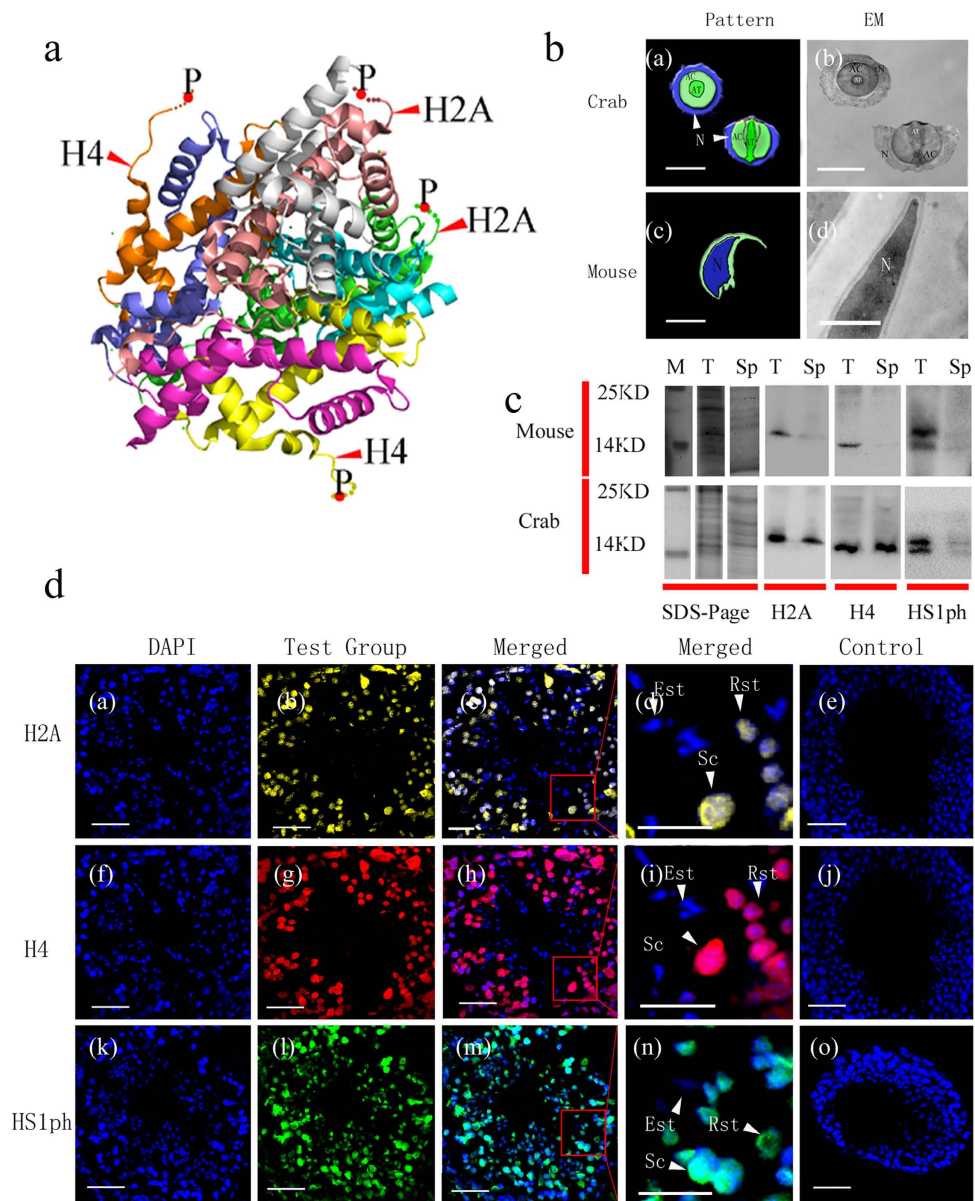 a
P
P
H2A
H4
P
H2A
H4
P
b
Pattern
EM
Crab
(a)
AC
AT
N
AC
AT
(b)
AC
AT
AT
N
AC
Mouse
(c)
N
(d)
N
c
M T Sp T Sp T Sp T Sp
Mouse
25KD
14KD
Crab
25KD
14KD
SDS-Page H2A H4 HS1ph
d
DAPI Test Group Merged Merged Control
H2A
(a) (b) (c) (d) (e)
Est Rst
Sc
H4
(f) (g) (h) (i) (j)
Est Rst
Sc
HS1ph
(k) (l) (m) (n) (o)
Est Rst
Sc